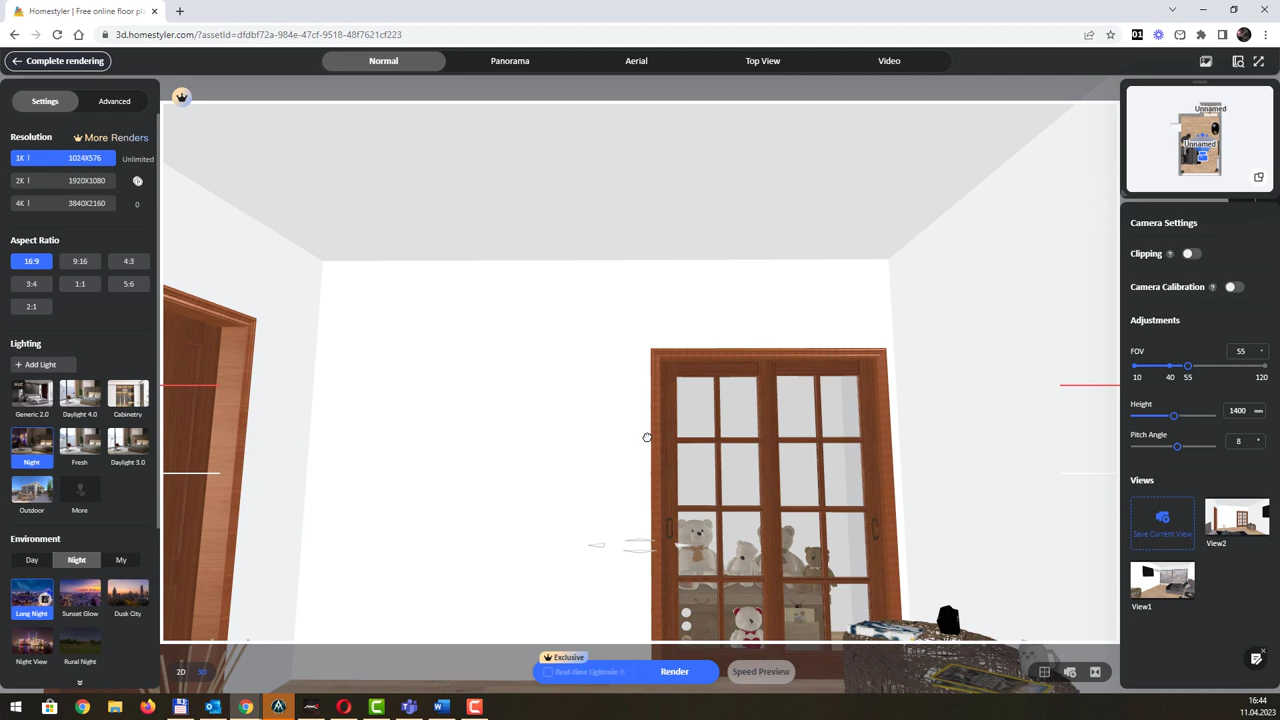 Homestyler | Free online floor pla
3d.homestyler.com/?assetId=dfdbf72a-984e-47cf-9518-48f7621cf223
Complete rendering
Normal
Panorama
Aerial
Top View
Video
Settings
Advanced
Resolution
More Renders
1K
1024X576
Unlimited
2K
1920X1080
4K
3840X2160
0
Aspect Ratio
16:9
9:16
4:3
3:4
1:1
5:6
2:1
Lighting
+ Add Light
Generic 2.0
Daylight 4.0
Cabinetry
Night
Fresh
Daylight 3.0
Outdoor
More
Environment
Day
Night
My
Long Night
Sunset Glow
Dusk City
Night View
Rural Night
2D
3D
Exclusive
Real-time Lightmix
Render
Speed Preview
Unnamed
Unnamed
Camera Settings
Clipping ?
Camera Calibration ?
Adjustments
FOV
55 °
10
40
55
120
Height
1400 mm
Pitch Angle
8 °
Views
Save Current View
View2
View1
16:44
11.04.2023